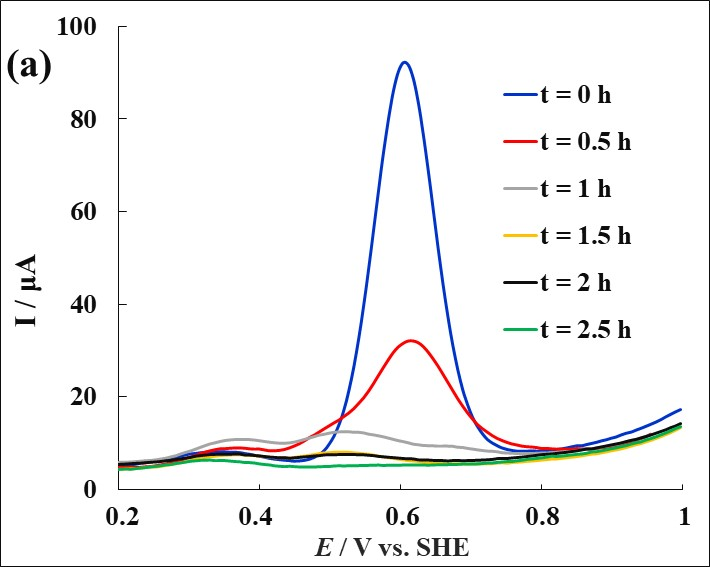 (a)
100
80
60
40
20
0
I / µA
t = 0 h
t = 0.5 h
t = 1 h
t = 1.5 h
t = 2 h
t = 2.5 h
0.2 0.4 0.6 0.8 1
E / V vs. SHE